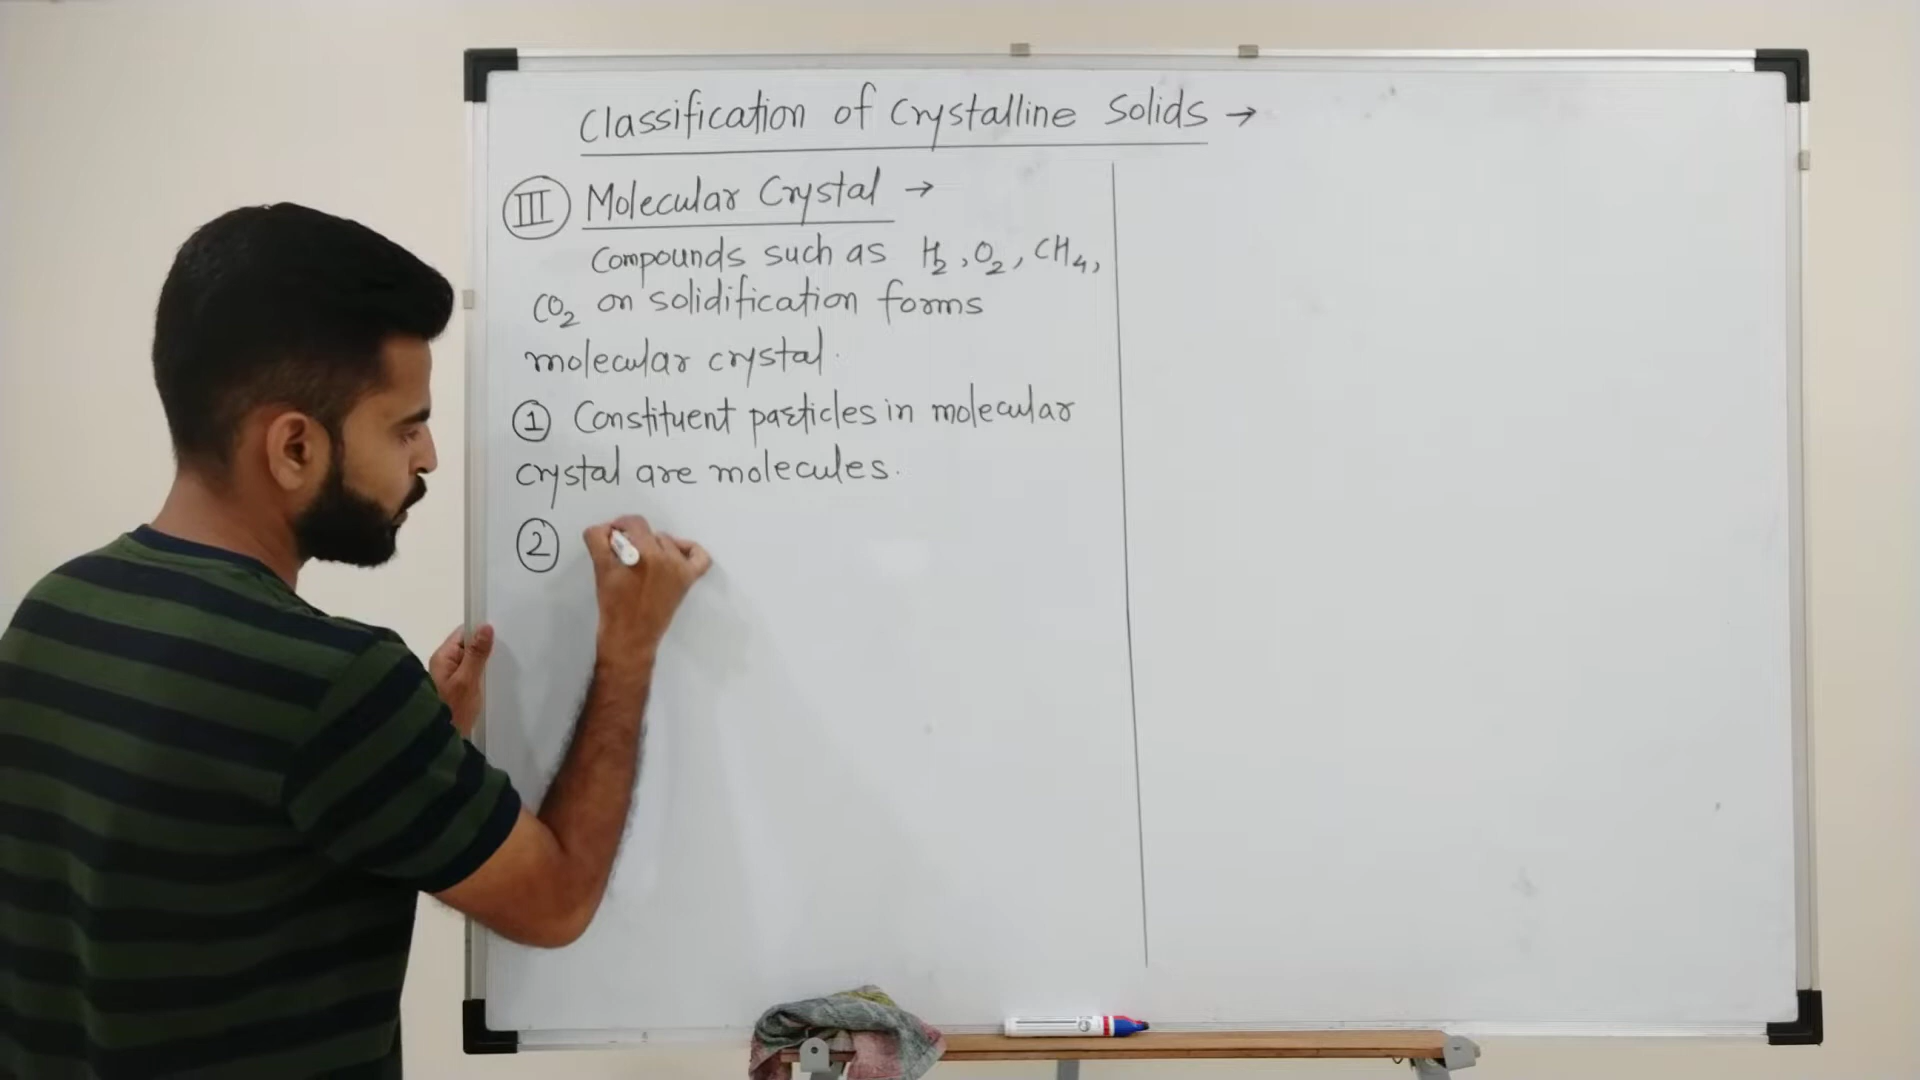 Classification of Crystalline Solids →
III Molecular Crystal →
Compounds such as H₂, O₂, CH₄,
CO₂ on solidification forms
molecular crystal.
1 Constituent particles in molecular
crystal are molecules.
2